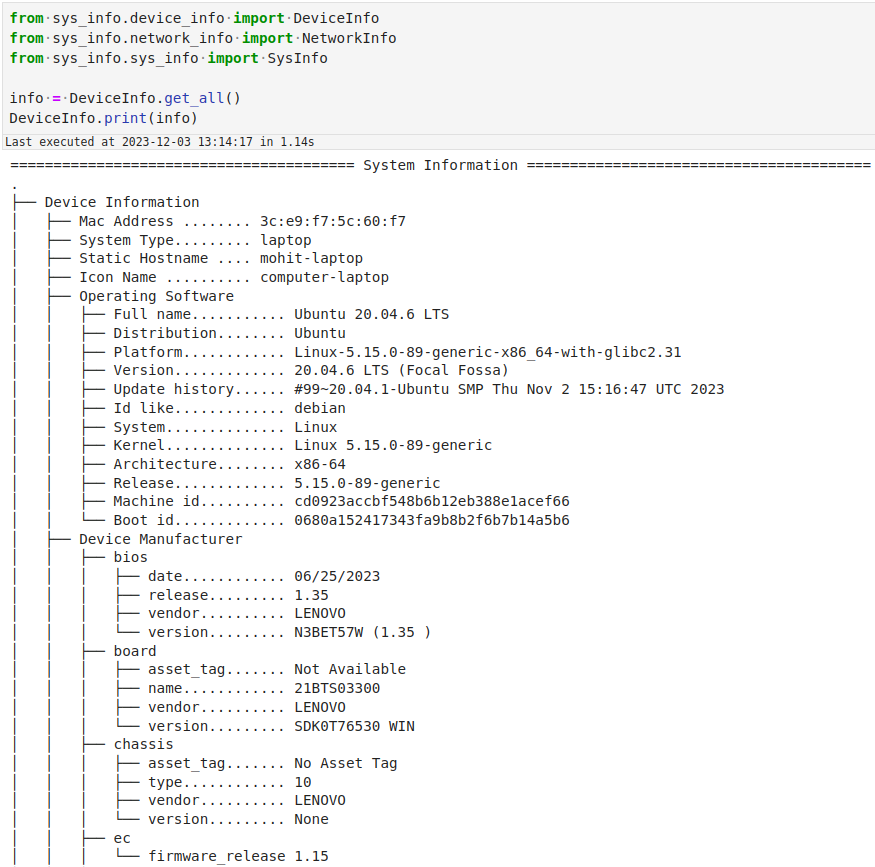 from sys_info.device_info import DeviceInfo
from sys_info.network_info import NetworkInfo
from sys_info.sys_info import SysInfo
info = DeviceInfo.get_all()
DeviceInfo.print(info)
Last executed at 2023-12-03 13:14:17 in 1.14s
======================================== System Information ========================================
.
├── Device Information
│   ├── Mac Address ........ 3c:e9:f7:5c:60:f7
│   ├── System Type......... laptop
│   ├── Static Hostname .... mohit-laptop
│   ├── Icon Name .......... computer-laptop
│   ├── Operating Software
│   │   ├── Full name........... Ubuntu 20.04.6 LTS
│   │   ├── Distribution........ Ubuntu
│   │   ├── Platform............ Linux-5.15.0-89-generic-x86_64-with-glibc2.31
│   │   ├── Version............. 20.04.6 LTS (Focal Fossa)
│   │   ├── Update history...... #99~20.04.1-Ubuntu SMP Thu Nov 2 15:16:47 UTC 2023
│   │   ├── Id like............. debian
│   │   ├── System.............. Linux
│   │   ├── Kernel.............. Linux 5.15.0-89-generic
│   │   ├── Architecture........ x86-64
│   │   ├── Release............. 5.15.0-89-generic
│   │   ├── Machine id.......... cd0923accbf548b6b12eb388e1acef66
│   │   └── Boot id............. 0680a152417343fa9b8b2f6b7b14a5b6
│   ├── Device Manufacturer
│   │   ├── bios
│   │   │   ├── date............ 06/25/2023
│   │   │   ├── release......... 1.35
│   │   │   ├── vendor.......... LENOVO
│   │   │   └── version......... N3BET57W (1.35 )
│   │   ├── board
│   │   │   ├── asset_tag....... Not Available
│   │   │   ├── name............ 21BTS03300
│   │   │   ├── vendor.......... LENOVO
│   │   │   └── version......... SDK0T76530 WIN
│   │   ├── chassis
│   │   │   ├── asset_tag....... No Asset Tag
│   │   │   ├── type............ 10
│   │   │   ├── vendor.......... LENOVO
│   │   │   └── version......... None
│   │   ├── ec
│   │   │   └── firmware_release 1.15